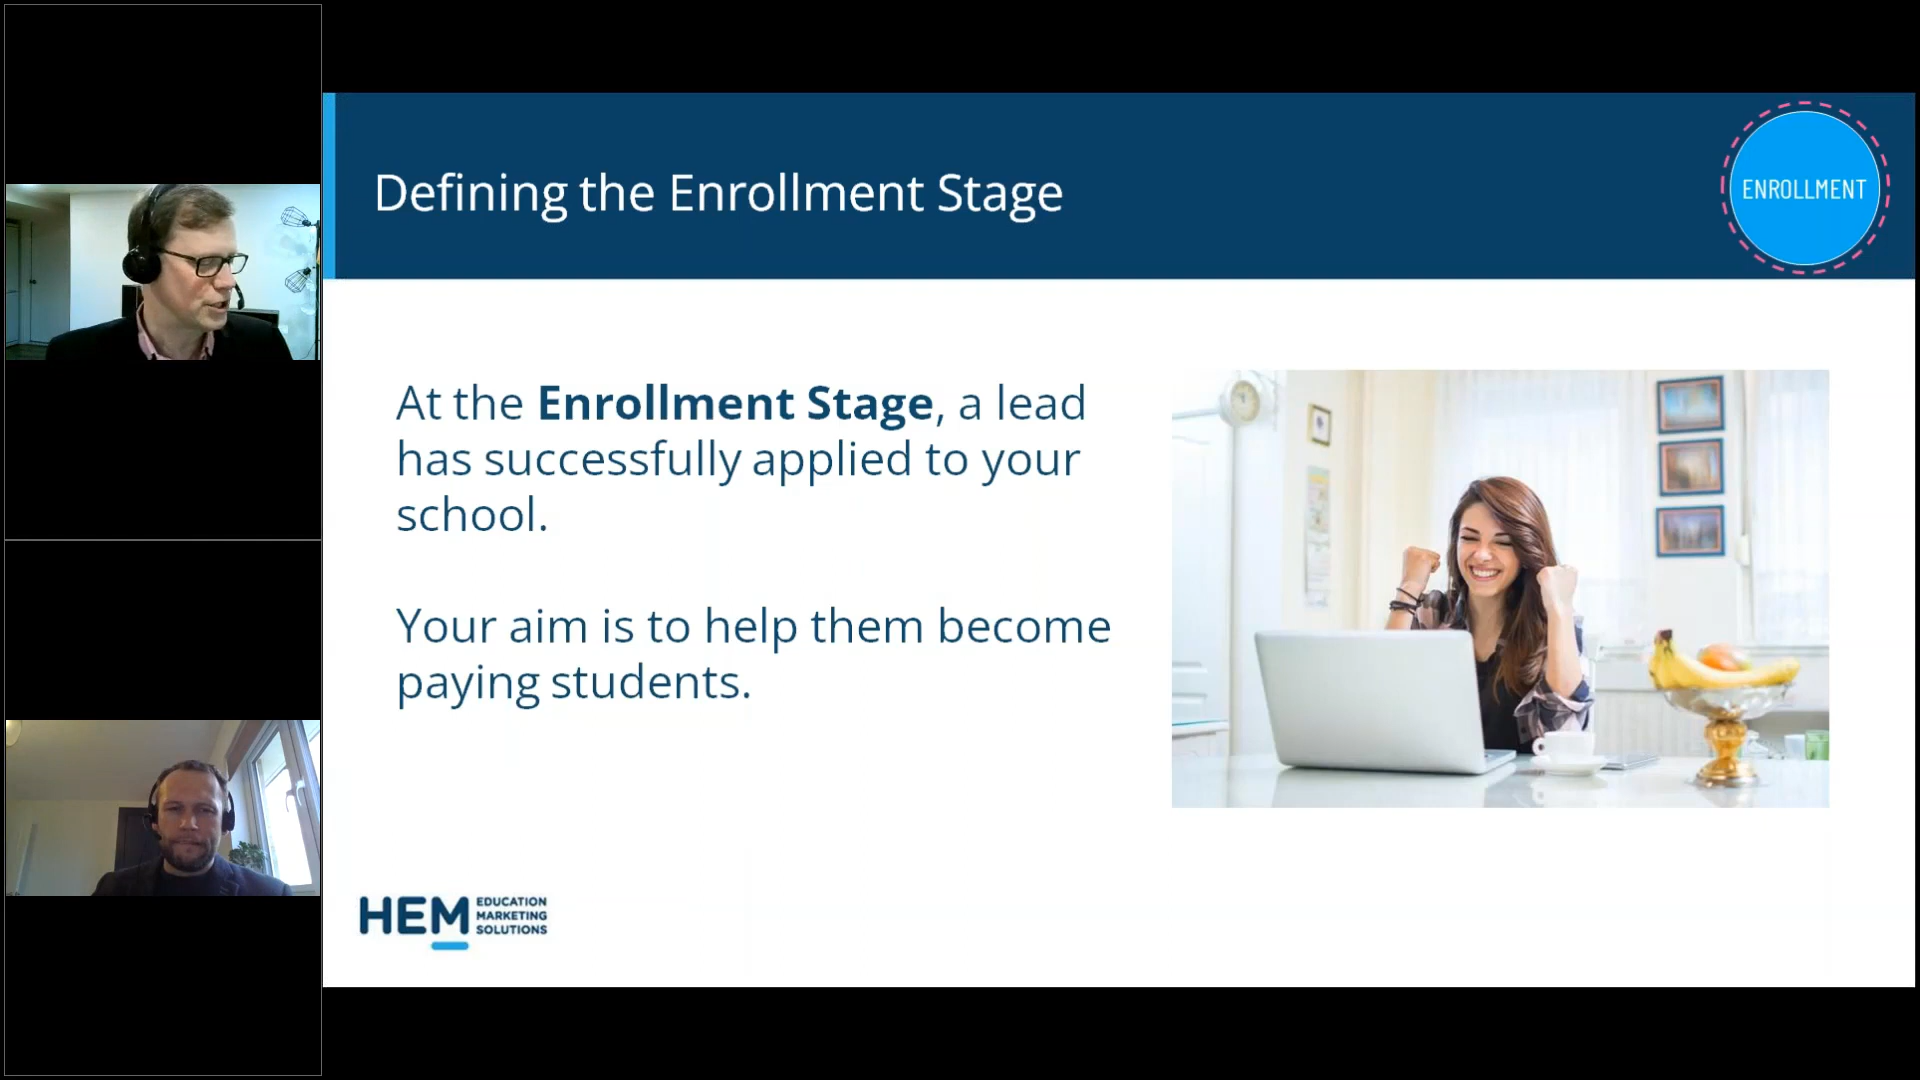 Defining the Enrollment Stage
ENROLLMENT
At the Enrollment Stage, a lead
has successfully applied to your
school.
Your aim is to help them become
paying students.
HEM
EDUCATION
MARKETING
SOLUTIONS